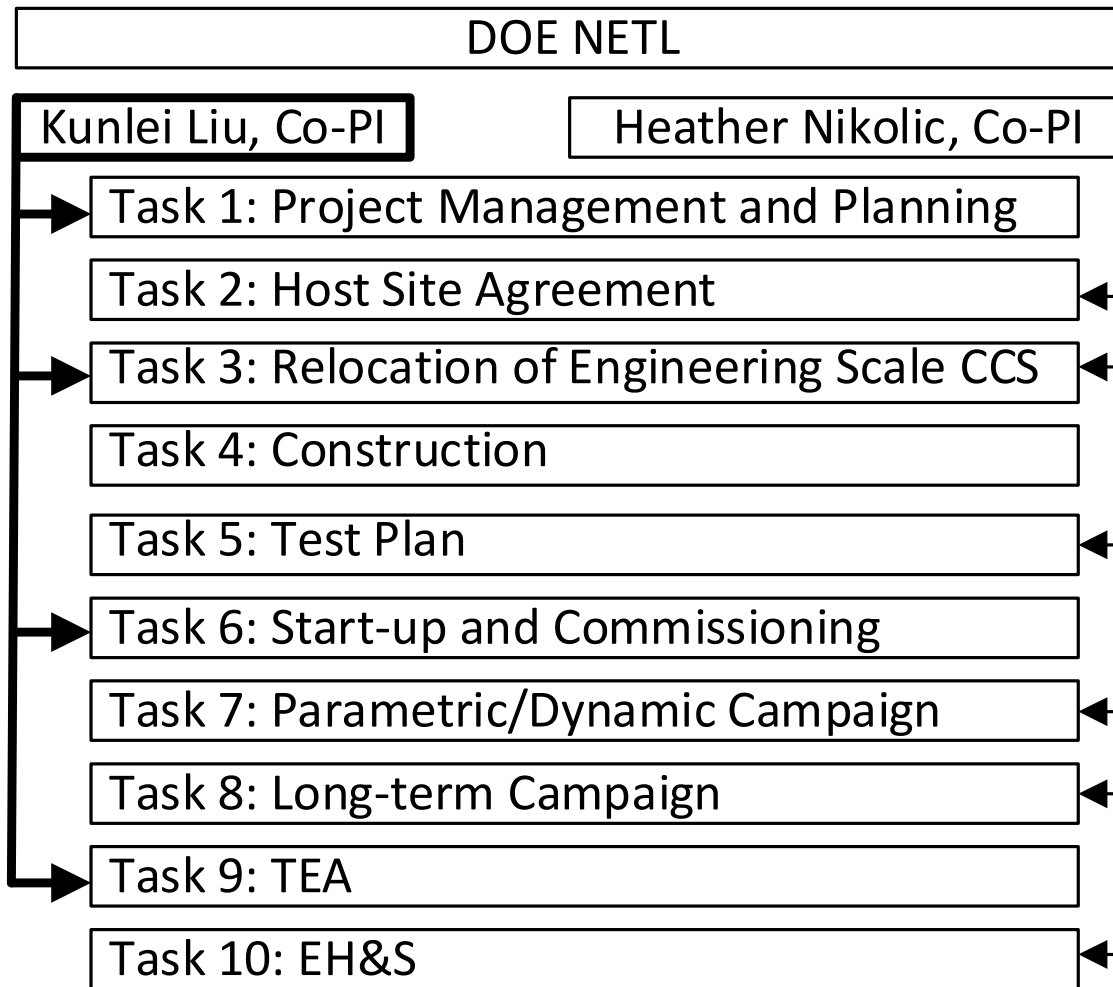 DOE NETL
Kunlei Liu, Co-PI
Heather Nikolic, Co-PI
Task 1: Project Management and Planning
Task 2: Host Site Agreement
Task 3: Relocation of Engineering Scale CCS
Task 4: Construction
Task 5: Test Plan
Task 6: Start-up and Commissioning
Task 7: Parametric/Dynamic Campaign
Task 8: Long-term Campaign
Task 9: TEA
Task 10: EH&S